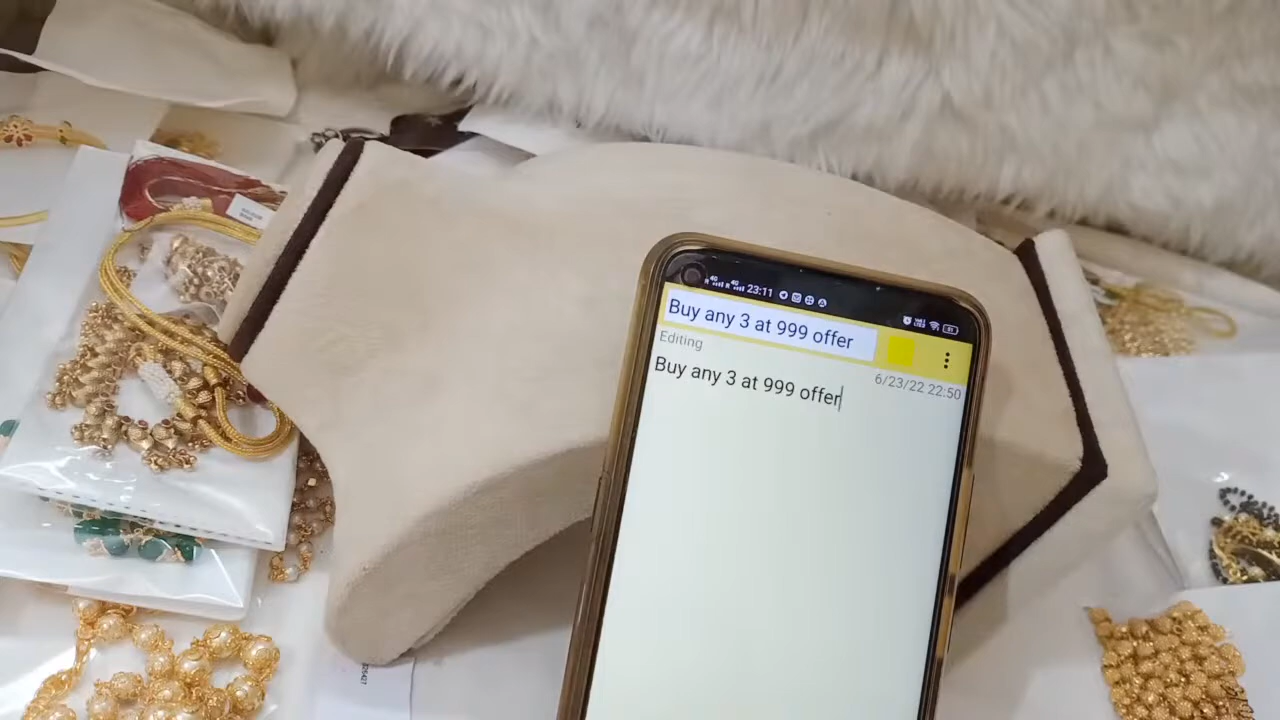 23:11
Buy any 3 at 999 offer
Editing
6/23/22 22:50
Buy any 3 at 999 offer